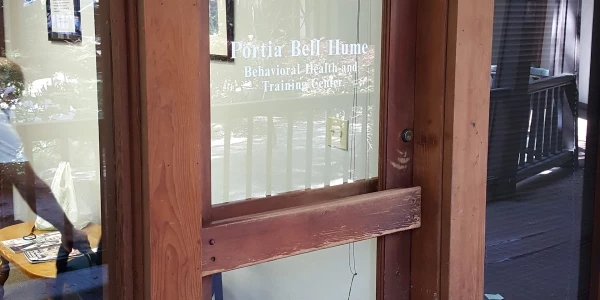 Portia Bell Hume
Behavioral Health and
Training Center